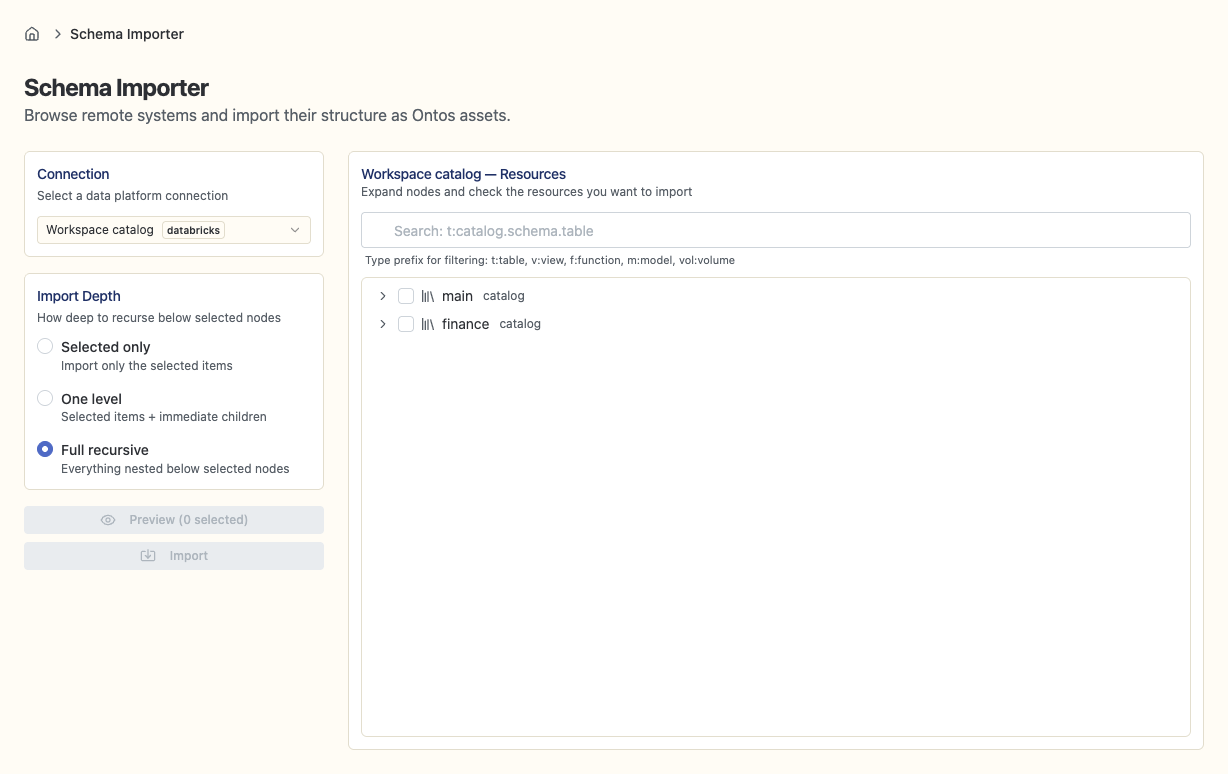 Schema Importer
Schema Importer
Browse remote systems and import their structure as Ontos assets.
Connection
Select a data platform connection
Workspace catalog databricks
Import Depth
How deep to recurse below selected nodes
Selected only
Import only the selected items
One level
Selected items + immediate children
Full recursive
Everything nested below selected nodes
Preview (0 selected)
Import
Workspace catalog — Resources
Expand nodes and check the resources you want to import
Search: t:catalog.schema.table
Type prefix for filtering: t:table, v:view, f:function, m:model, vol:volume
main catalog
finance catalog